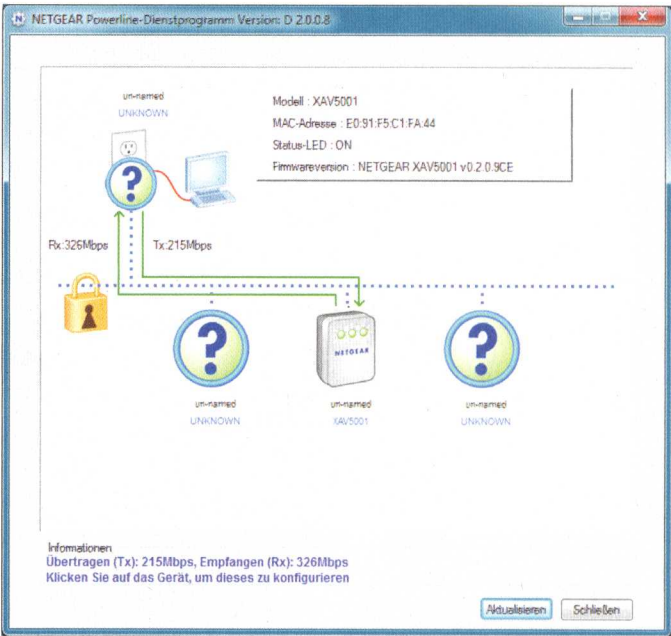 NETGEAR Powerline-Dienstprogramm Version: D 2.0.0.8
un-named
UNKNOWN
Modell : XAV5001
MAC-Adresse : E0:91:F5:C1:FA:44
Status-LED : ON
Firmwareversion : NETGEAR XAV5001 v0.2.0.9CE
Rx:326Mbps
Tx:215Mbps
NETGEAR
un-named
UNKNOWN
un-named
XAV5001
un-named
UNKNOWN
Informationen
Übertragen (Tx): 215Mbps, Empfangen (Rx): 326Mbps
Klicken Sie auf das Gerät, um dieses zu konfigurieren
Aktualisieren
Schließen